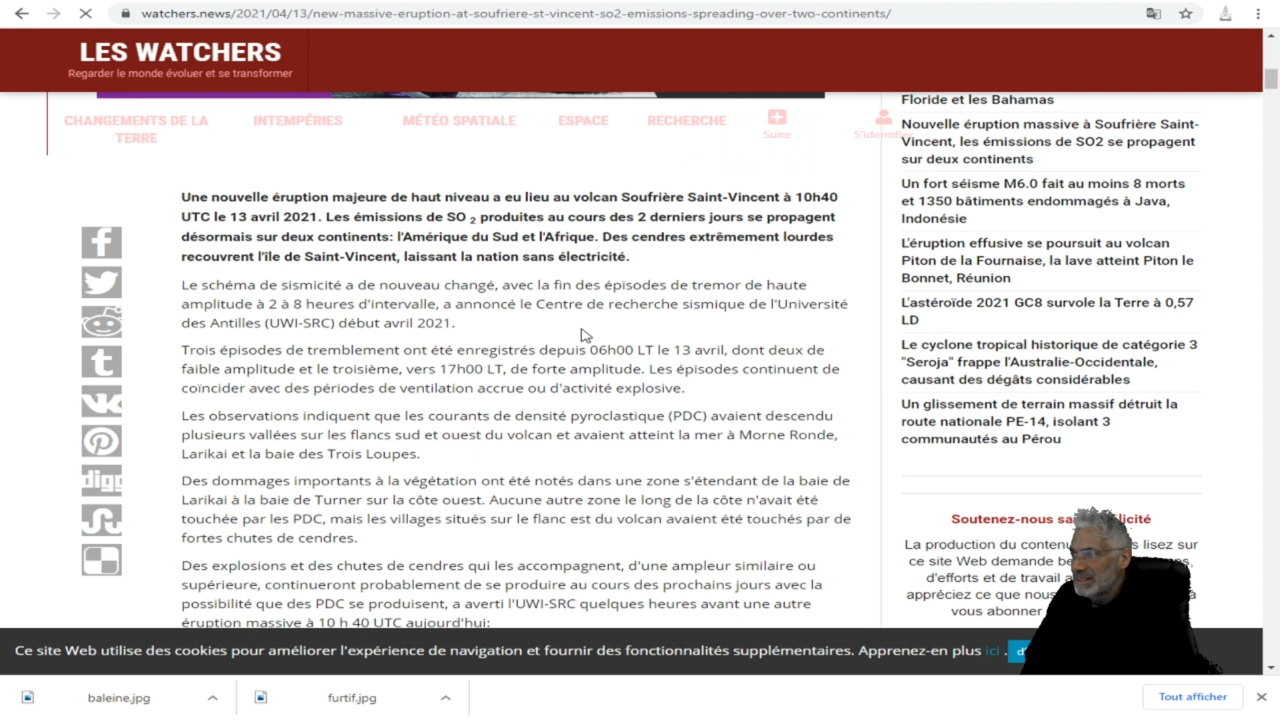 watchers.news/2021/04/13/new-massive-eruption-at-soufriere-st-vincent-so2-emissions-spreading-over-two-continents/
LES WATCHERS
Regarder le monde évoluer et se transformer
CHANGEMENTS DE LA
TERRE
INTEMPÉRIES
MÉTÉO SPATIALE
ESPACE
RECHERCHE
Suite
S'identifier
Une nouvelle éruption majeure de haut niveau a eu lieu au volcan Soufrière Saint-Vincent à 10h40
UTC le 13 avril 2021. Les émissions de SO 2 produites au cours des 2 derniers jours se propagent
désormais sur deux continents: l'Amérique du Sud et l'Afrique. Des cendres extrêmement lourdes
recouvrent l'île de Saint-Vincent, laissant la nation sans électricité.
Le schéma de sismicité a de nouveau changé, avec la fin des épisodes de tremor de haute
amplitude à 2 à 8 heures d'intervalle, a annoncé le Centre de recherche sismique de l'Université
des Antilles (UWI-SRC) début avril 2021.
Trois épisodes de tremblement ont été enregistrés depuis 06h00 LT le 13 avril, dont deux de
faible amplitude et le troisième, vers 17h00 LT, de forte amplitude. Les épisodes continuent de
coïncider avec des périodes de ventilation accrue ou d'activité explosive.
Les observations indiquent que les courants de densité pyroclastique (PDC) avaient descendu
plusieurs vallées sur les flancs sud et ouest du volcan et avaient atteint la mer à Morne Ronde,
Larikai et la baie des Trois Loupes.
Des dommages importants à la végétation ont été notés dans une zone s'étendant de la baie de
Larikai à la baie de Turner sur la côte ouest. Aucune autre zone le long de la côte n'avait été
touchée par les PDC, mais les villages situés sur le flanc est du volcan avaient été touchés par de
fortes chutes de cendres.
Des explosions et des chutes de cendres qui les accompagnent, d'une ampleur similaire ou
supérieure, continueront probablement de se produire au cours des prochains jours avec la
possibilité que des PDC se produisent, a averti l'UWI-SRC quelques heures avant une autre
éruption massive à 10 h 40 UTC aujourd'hui:
Floride et les Bahamas
Nouvelle éruption massive à Soufrière Saint-
Vincent, les émissions de SO2 se propagent
sur deux continents
Un fort séisme M6.0 fait au moins 8 morts
et 1350 bâtiments endommagés à Java,
Indonésie
L'éruption effusive se poursuit au volcan
Piton de la Fournaise, la lave atteint Piton le
Bonnet, Réunion
L'astéroïde 2021 GC8 survole la Terre à 0,57
LD
Le cyclone tropical historique de catégorie 3
"Seroja" frappe l'Australie-Occidentale,
causant des dégâts considérables
Un glissement de terrain massif détruit la
route nationale PE-14, isolant 3
communautés au Pérou
Soutenez-nous
La production du s lisez sur
ce site Web demande
d'efforts et de travail
appréciez ce que à
vous abonner
digg
Ce site Web utilise des cookies pour améliorer l'expérience de navigation et fournir des fonctionnalités supplémentaires. Apprenez-en plus ici .
baleine.jpg
furtif.jpg
Tout afficher